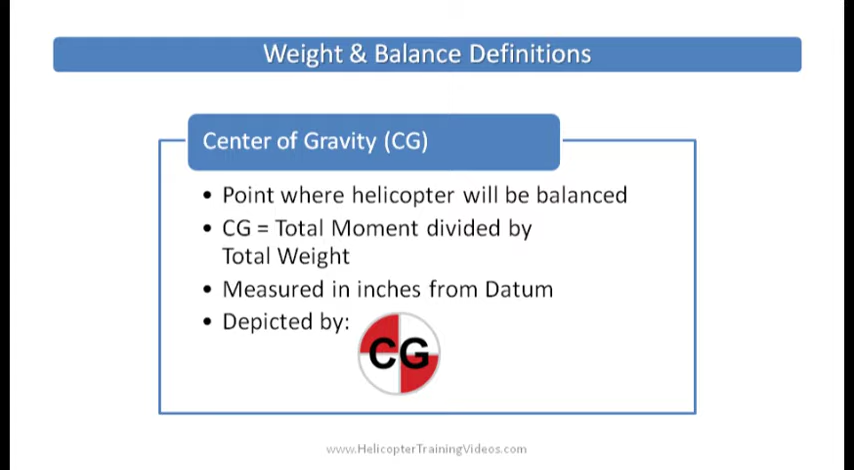 Weight & Balance Definitions
Center of Gravity (CG)
• Point where helicopter will be balanced
• CG = Total Moment divided by
Total Weight
• Measured in inches from Datum
• Depicted by:
CG
www.HelicopterTrainingVideos.com